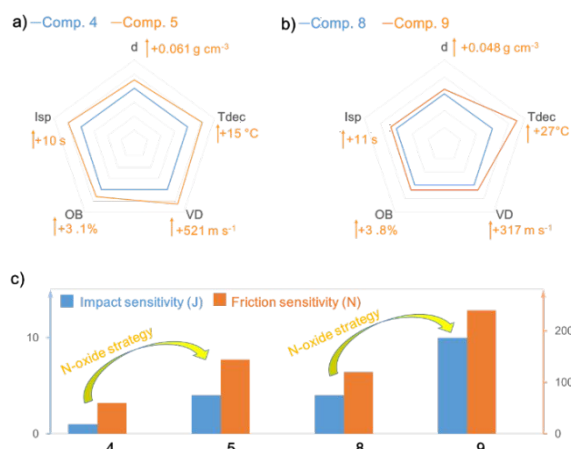 a) Comp. 4 Comp. 5
d +0.061 g cm⁻³
Isp
+10 s
Tdec
+15 °C
OB
+3 .1%
VD
+521 m s⁻¹
b) Comp. 8 Comp. 9
d +0.048 g cm⁻³
Isp
+11 s
Tdec
+27°C
OB
+3 .8%
VD
+317 m s⁻¹
c)
Impact sensitivity (J) Friction sensitivity (N)
N-oxide strategy
N-oxide strategy
10
0
200
100
0
4 5 8 9